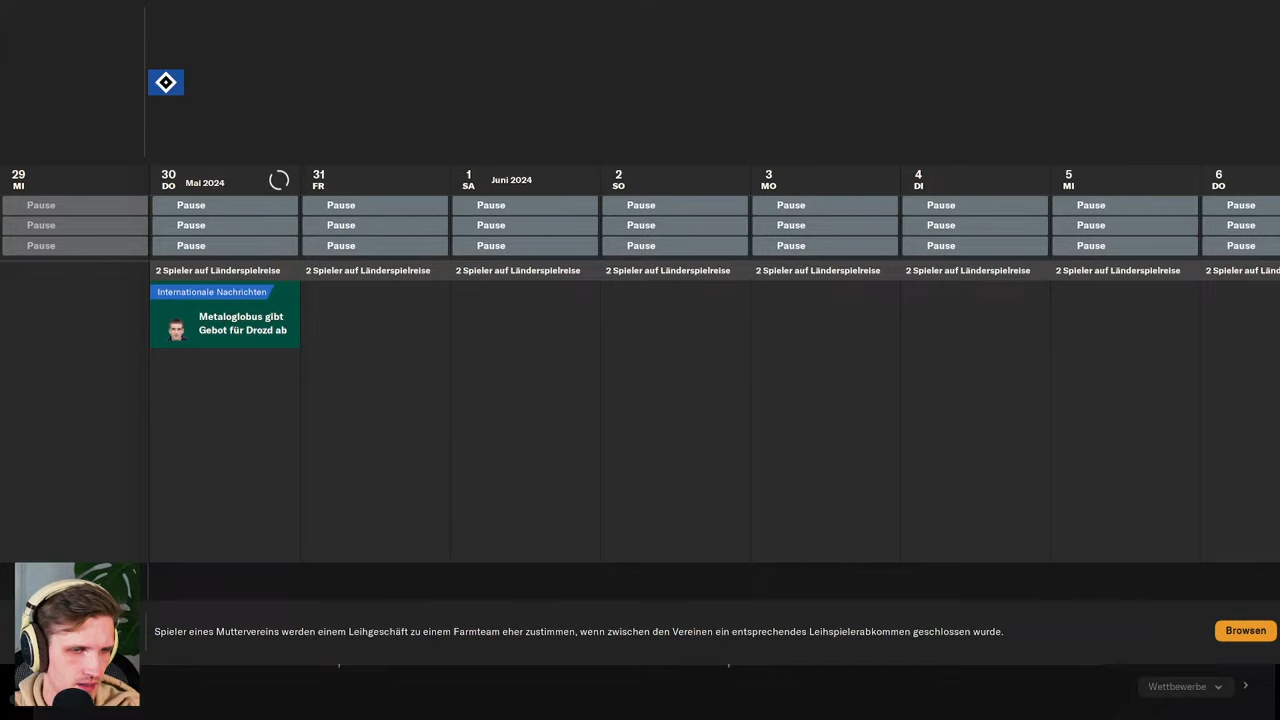 29
MI
30
DO Mai 2024
31
FR
1
SA Juni 2024
2
SO
3
MO
4
DI
5
MI
6
DO
Pause Pause Pause Pause Pause Pause Pause Pause Pause
Pause Pause Pause Pause Pause Pause Pause Pause Pause
Pause Pause Pause Pause Pause Pause Pause Pause Pause
2 Spieler auf Länderspielreise 2 Spieler auf Länderspielreise 2 Spieler auf Länderspielreise 2 Spieler auf Länderspielreise 2 Spieler auf Länderspielreise 2 Spieler auf Länderspielreise 2 Spieler auf Länderspielreise 2 Spieler auf Länd
Internationale Nachrichten
Metaloglobus gibt
Gebot für Drozd ab
Spieler eines Muttervereins werden einem Leihgeschäft zu einem Farmteam eher zustimmen, wenn zwischen den Vereinen ein entsprechendes Leihspielerabkommen geschlossen wurde.
Browsen
Wettbewerbe